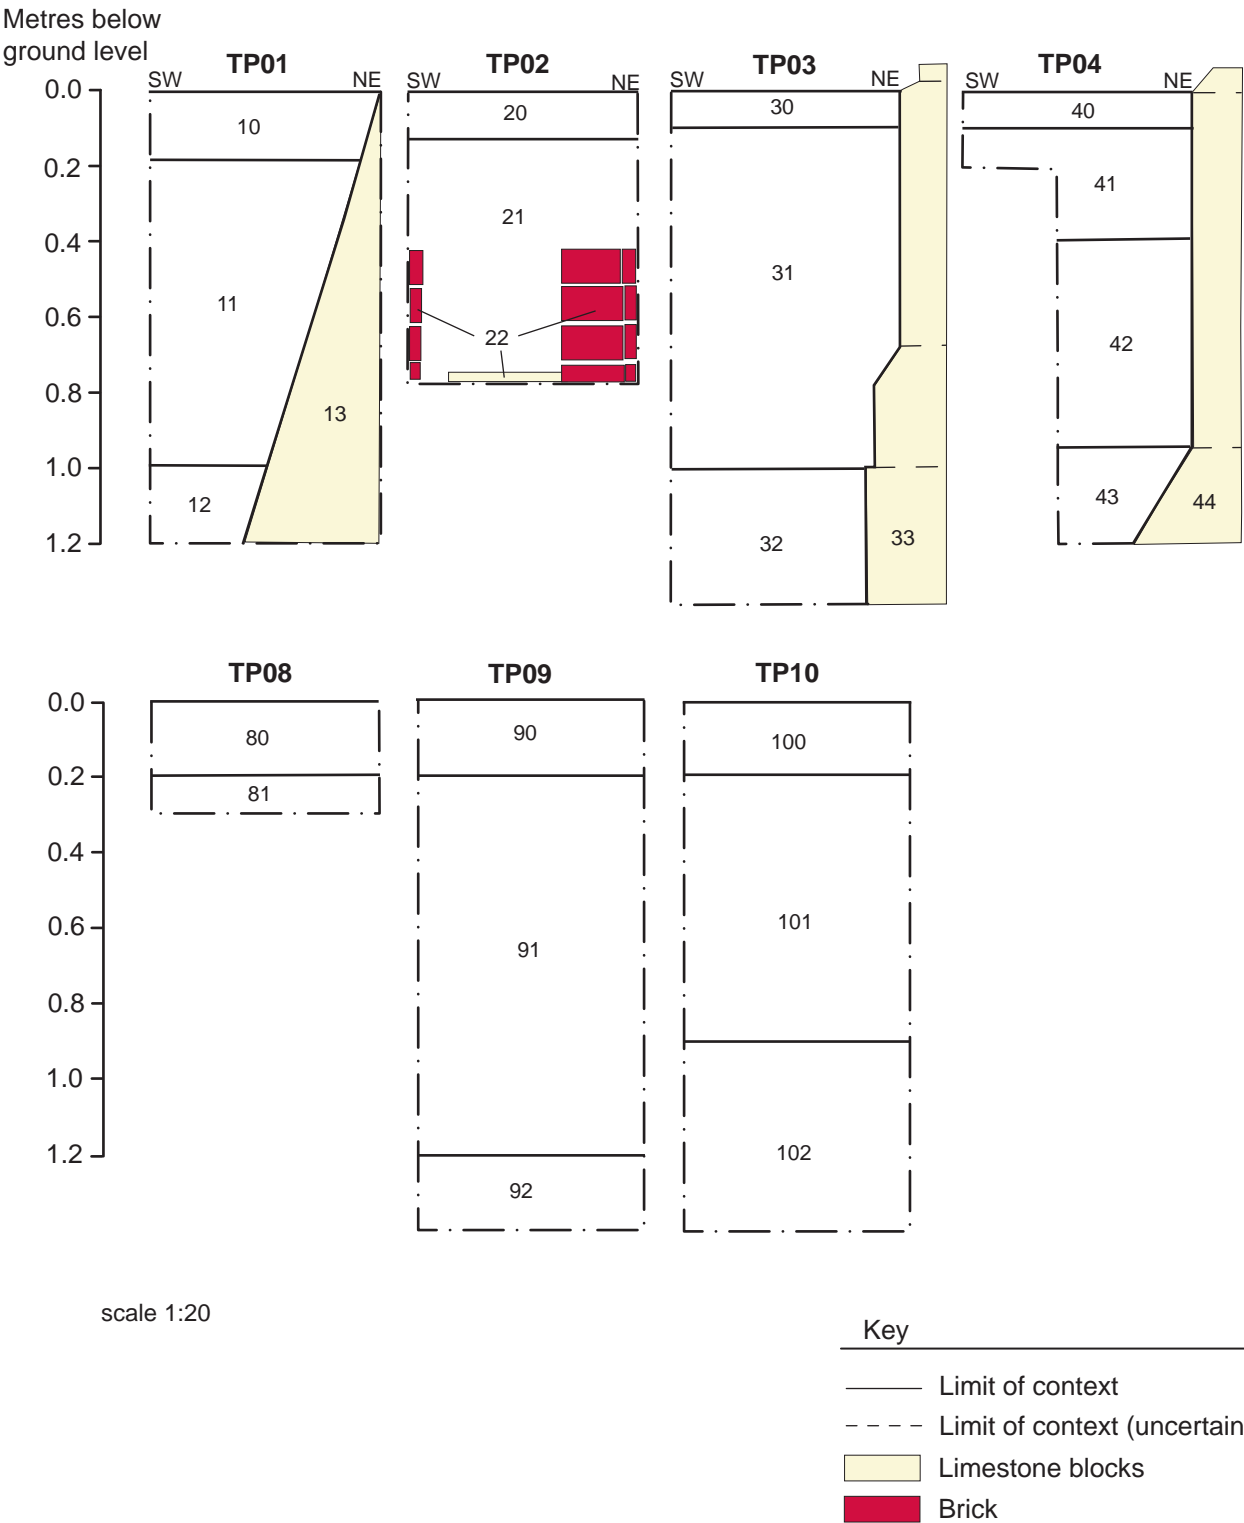 Metres below
ground level
TP01
TP02
TP03
TP04
SW
NE
SW
NE
SW
NE
SW
NE
0.0
0.2
0.4
0.6
0.8
1.0
1.2
10
11
12
13
20
21
22
30
31
32
33
40
41
42
43
44
TP08
TP09
TP10
0.0
0.2
0.4
0.6
0.8
1.0
1.2
80
81
90
91
92
100
101
102
scale 1:20
Key
Limit of context
Limit of context (uncertain
Limestone blocks
Brick